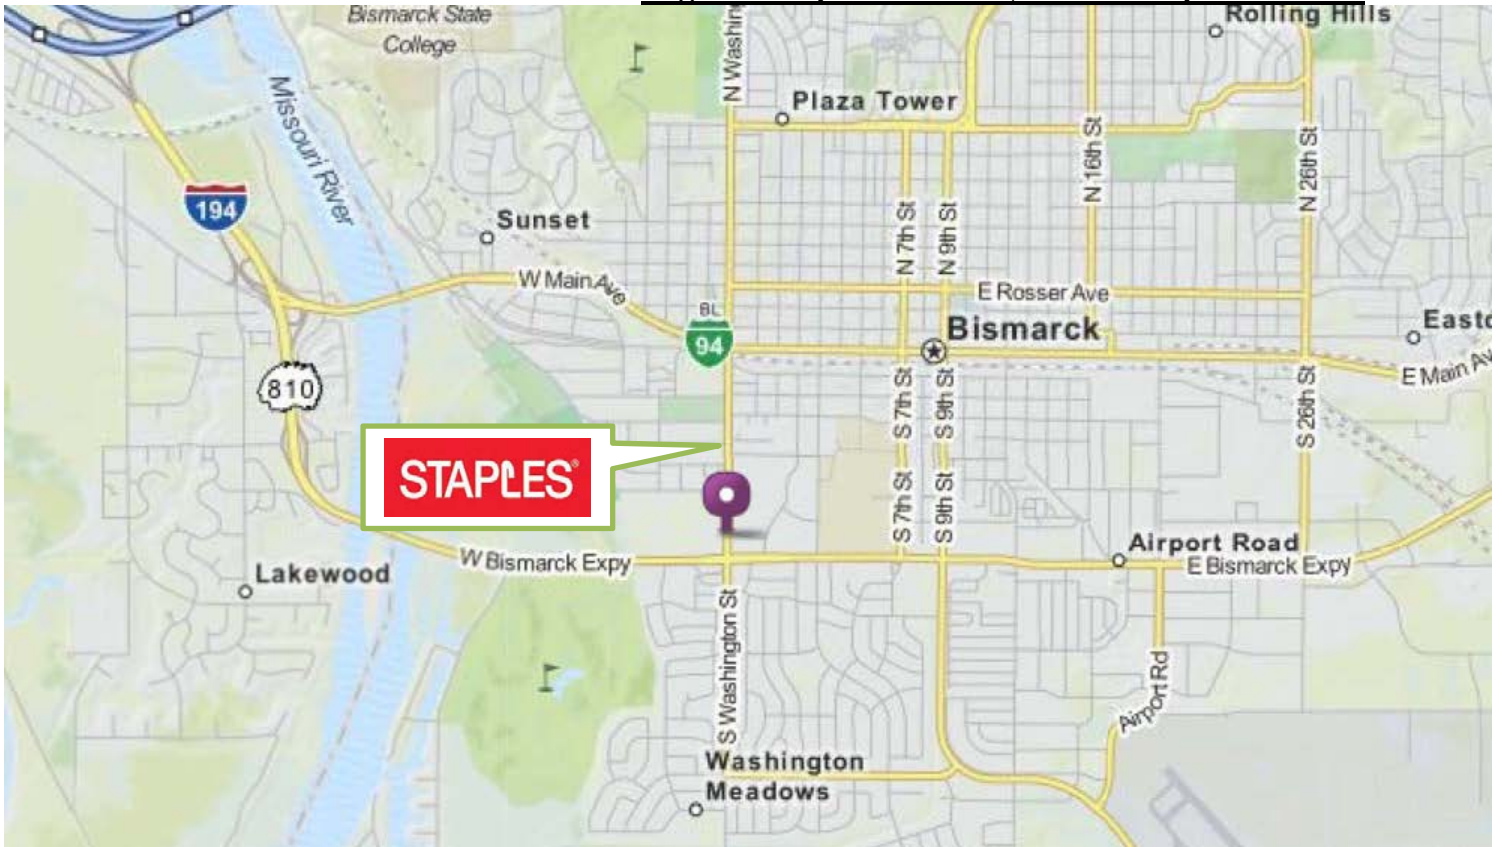 Bismarck State
College
Rolling Hills
N Washin
Plaza Tower
Missouri River
N 16th St
N 26th St
194
Sunset
N 7th St
N 9th St
W Main Ave
E Rosser Ave
BL
94
Bismarck
Eastd
E Main Av
810
S 7th St
S 9th St
S 26th St
STAPLES®
S 7th St
S 9th St
Airport Road
W Bismarck Expy
E Bismarck Expy
Lakewood
S Washington St
Airport Rd
Washington
Meadows